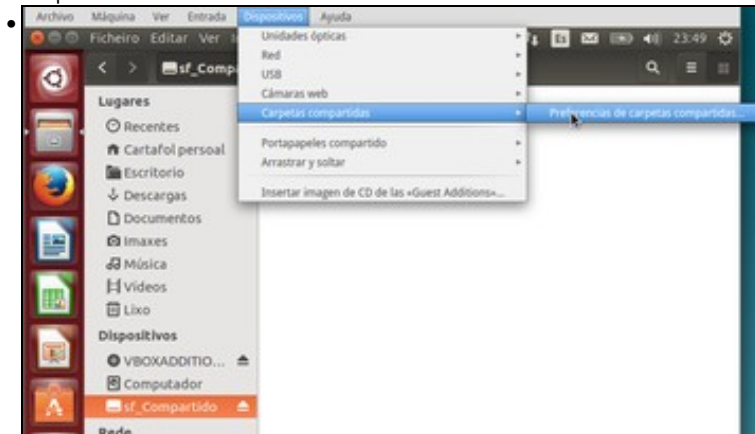 Archivo Máquina Ver Entrada Dispositivos Ayuda
Ficheiro Editar Ver
Es 23:49
sf_Comp
Unidades ópticas
Red
USB
Cámaras web
Carpetas compartidas
Preferencias de carpetas compartidas...
Portapapeles compartido
Arrastrar y soltar
Insertar imagen de CD de las «Guest Additions»...
Lugares
Recentes
Cartafol persoal
Escritorio
Descargas
Documentos
Imaxes
Música
Vídeos
Lixo
Dispositivos
VBOXADDITIO...
Computador
sf_Compartido
Rede